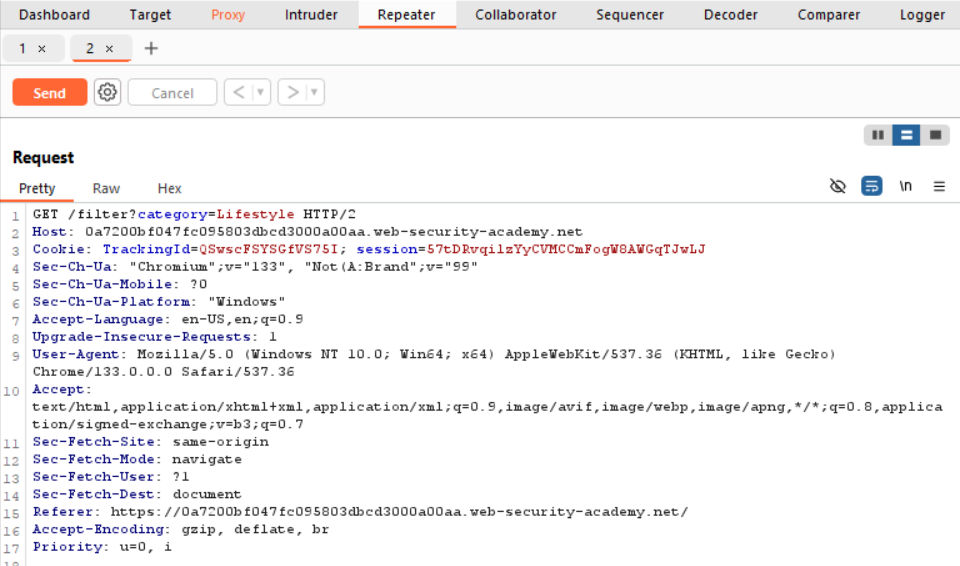 Dashboard Target Proxy Intruder Repeater Collaborator Sequencer Decoder Comparer Logger
1 × 2 × +
Send Cancel < >
Request
Pretty Raw Hex \n
1 GET /filter?category=Lifestyle HTTP/2
2 Host: 0a7200bf047fc095803dbcd3000a00aa.web-security-academy.net
3 Cookie: TrackingId=QSwscFSYSGfVS75I; session=57tDRvqilzYyCVMCCmFogW8AWGqTJwLJ
4 Sec-Ch-Ua: "Chromium";v="133", "Not(A:Brand";v="99"
5 Sec-Ch-Ua-Mobile: ?0
6 Sec-Ch-Ua-Platform: "Windows"
7 Accept-Language: en-US,en;q=0.9
8 Upgrade-Insecure-Requests: 1
9 User-Agent: Mozilla/5.0 (Windows NT 10.0; Win64; x64) AppleWebKit/537.36 (KHTML, like Gecko)
Chrome/133.0.0.0 Safari/537.36
10 Accept:
text/html,application/xhtml+xml,application/xml;q=0.9,image/avif,image/webp,image/apng,*/*;q=0.8,applica
tion/signed-exchange;v=b3;q=0.7
11 Sec-Fetch-Site: same-origin
12 Sec-Fetch-Mode: navigate
13 Sec-Fetch-User: ?1
14 Sec-Fetch-Dest: document
15 Referer: https://0a7200bf047fc095803dbcd3000a00aa.web-security-academy.net/
16 Accept-Encoding: gzip, deflate, br
17 Priority: u=0, i
18